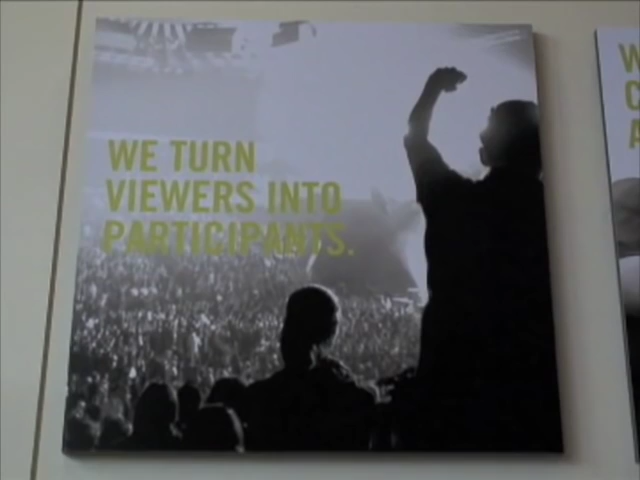 WE TURN
VIEWERS INTO
PARTICIPANTS.
W
C
A